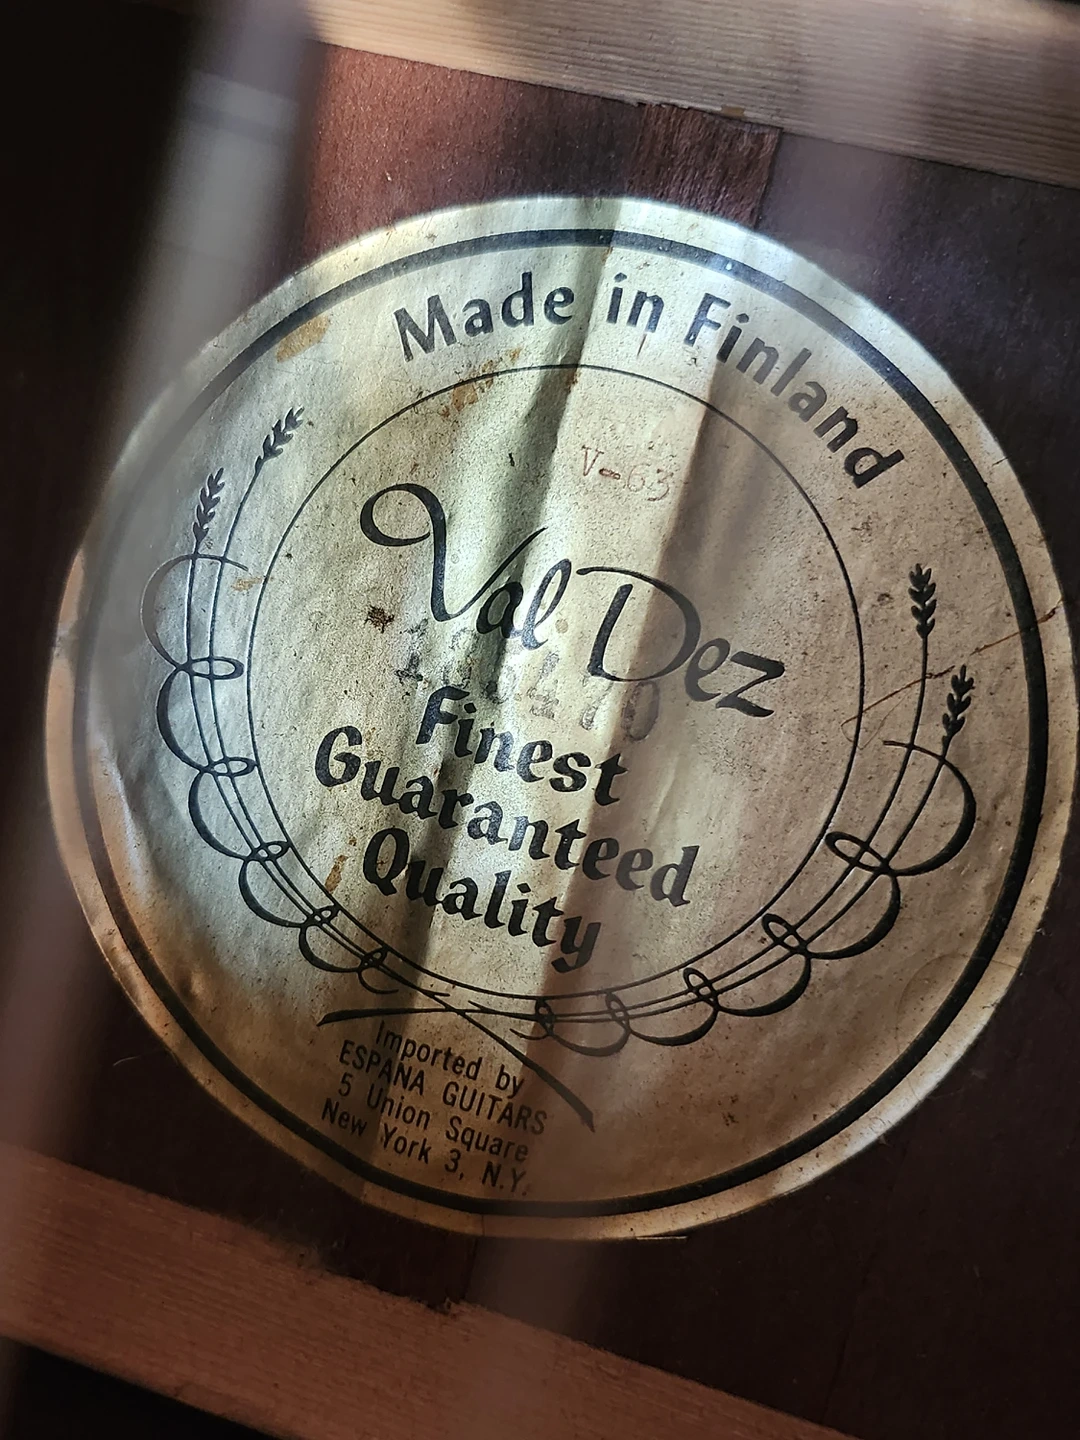 Made in Finland
V-63
Val Dez
Finest
Guaranteed
Quality
Imported by
ESPANA GUITARS
5 Union Square
New York 3, N.Y.